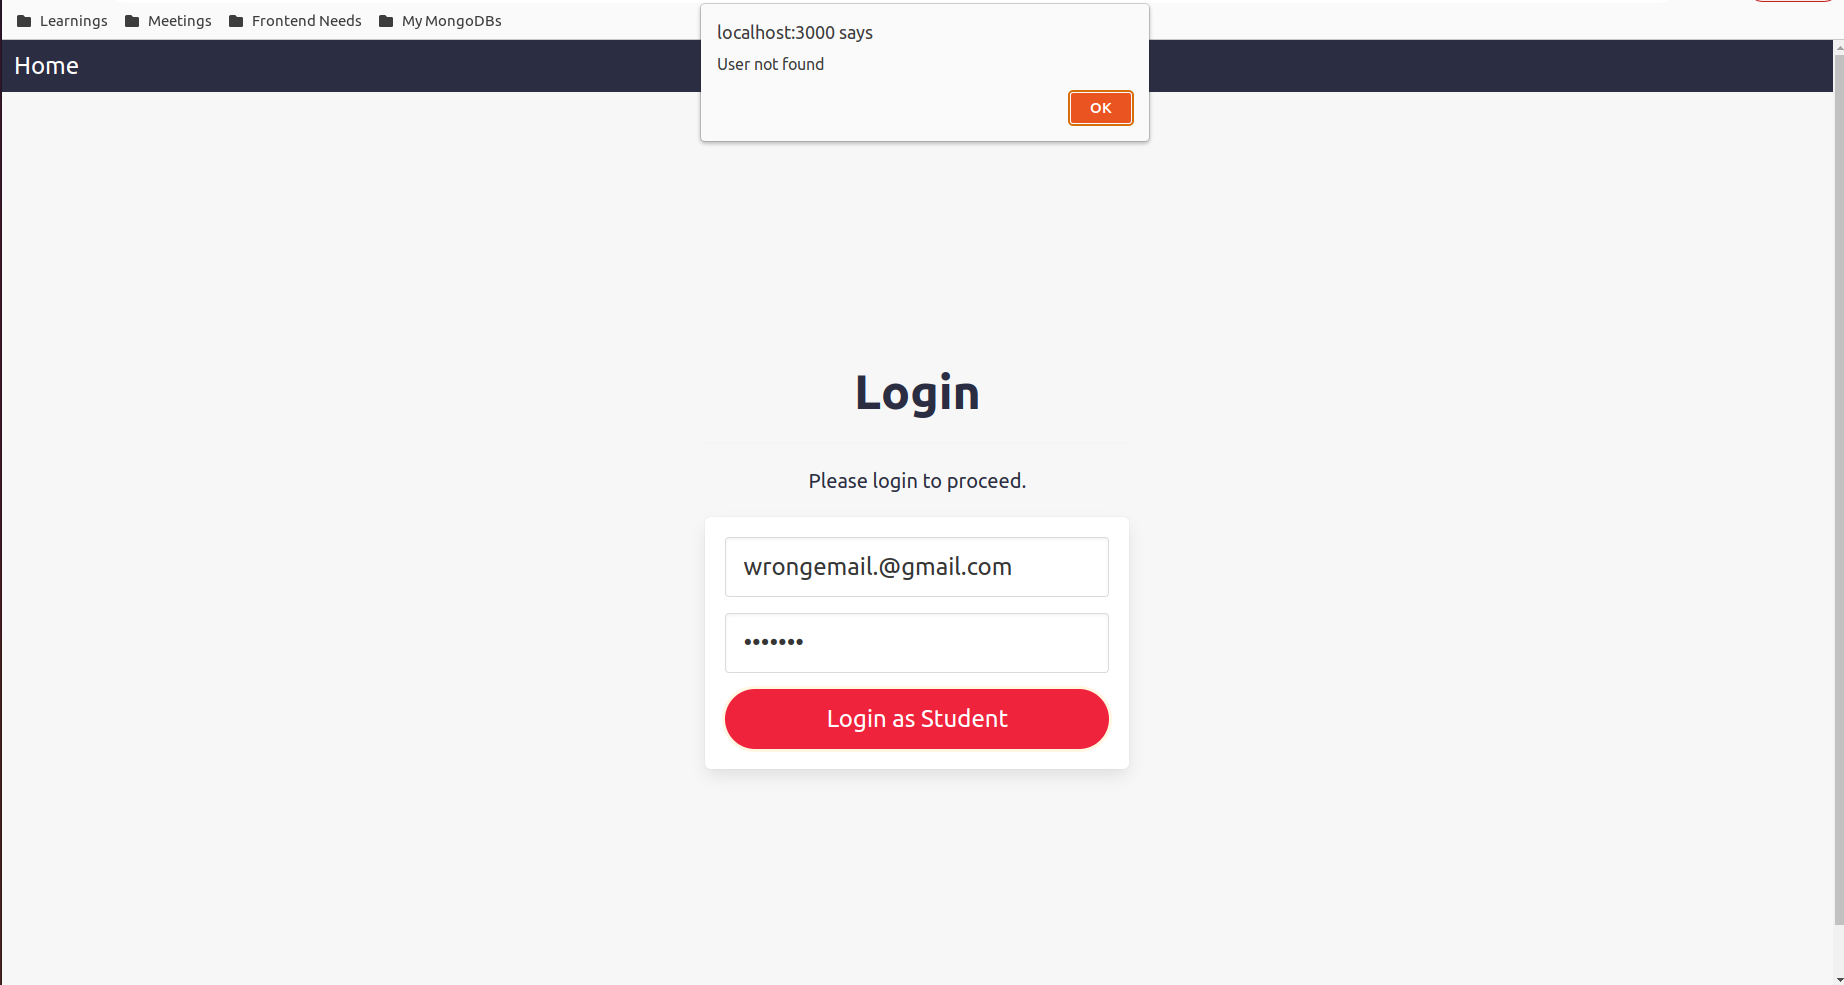 Learnings Meetings Frontend Needs My MongoDBs
localhost:3000 says
User not found
OK
Home
Login
Please login to proceed.
wrongemail.@gmail.com
•••••••
Login as Student